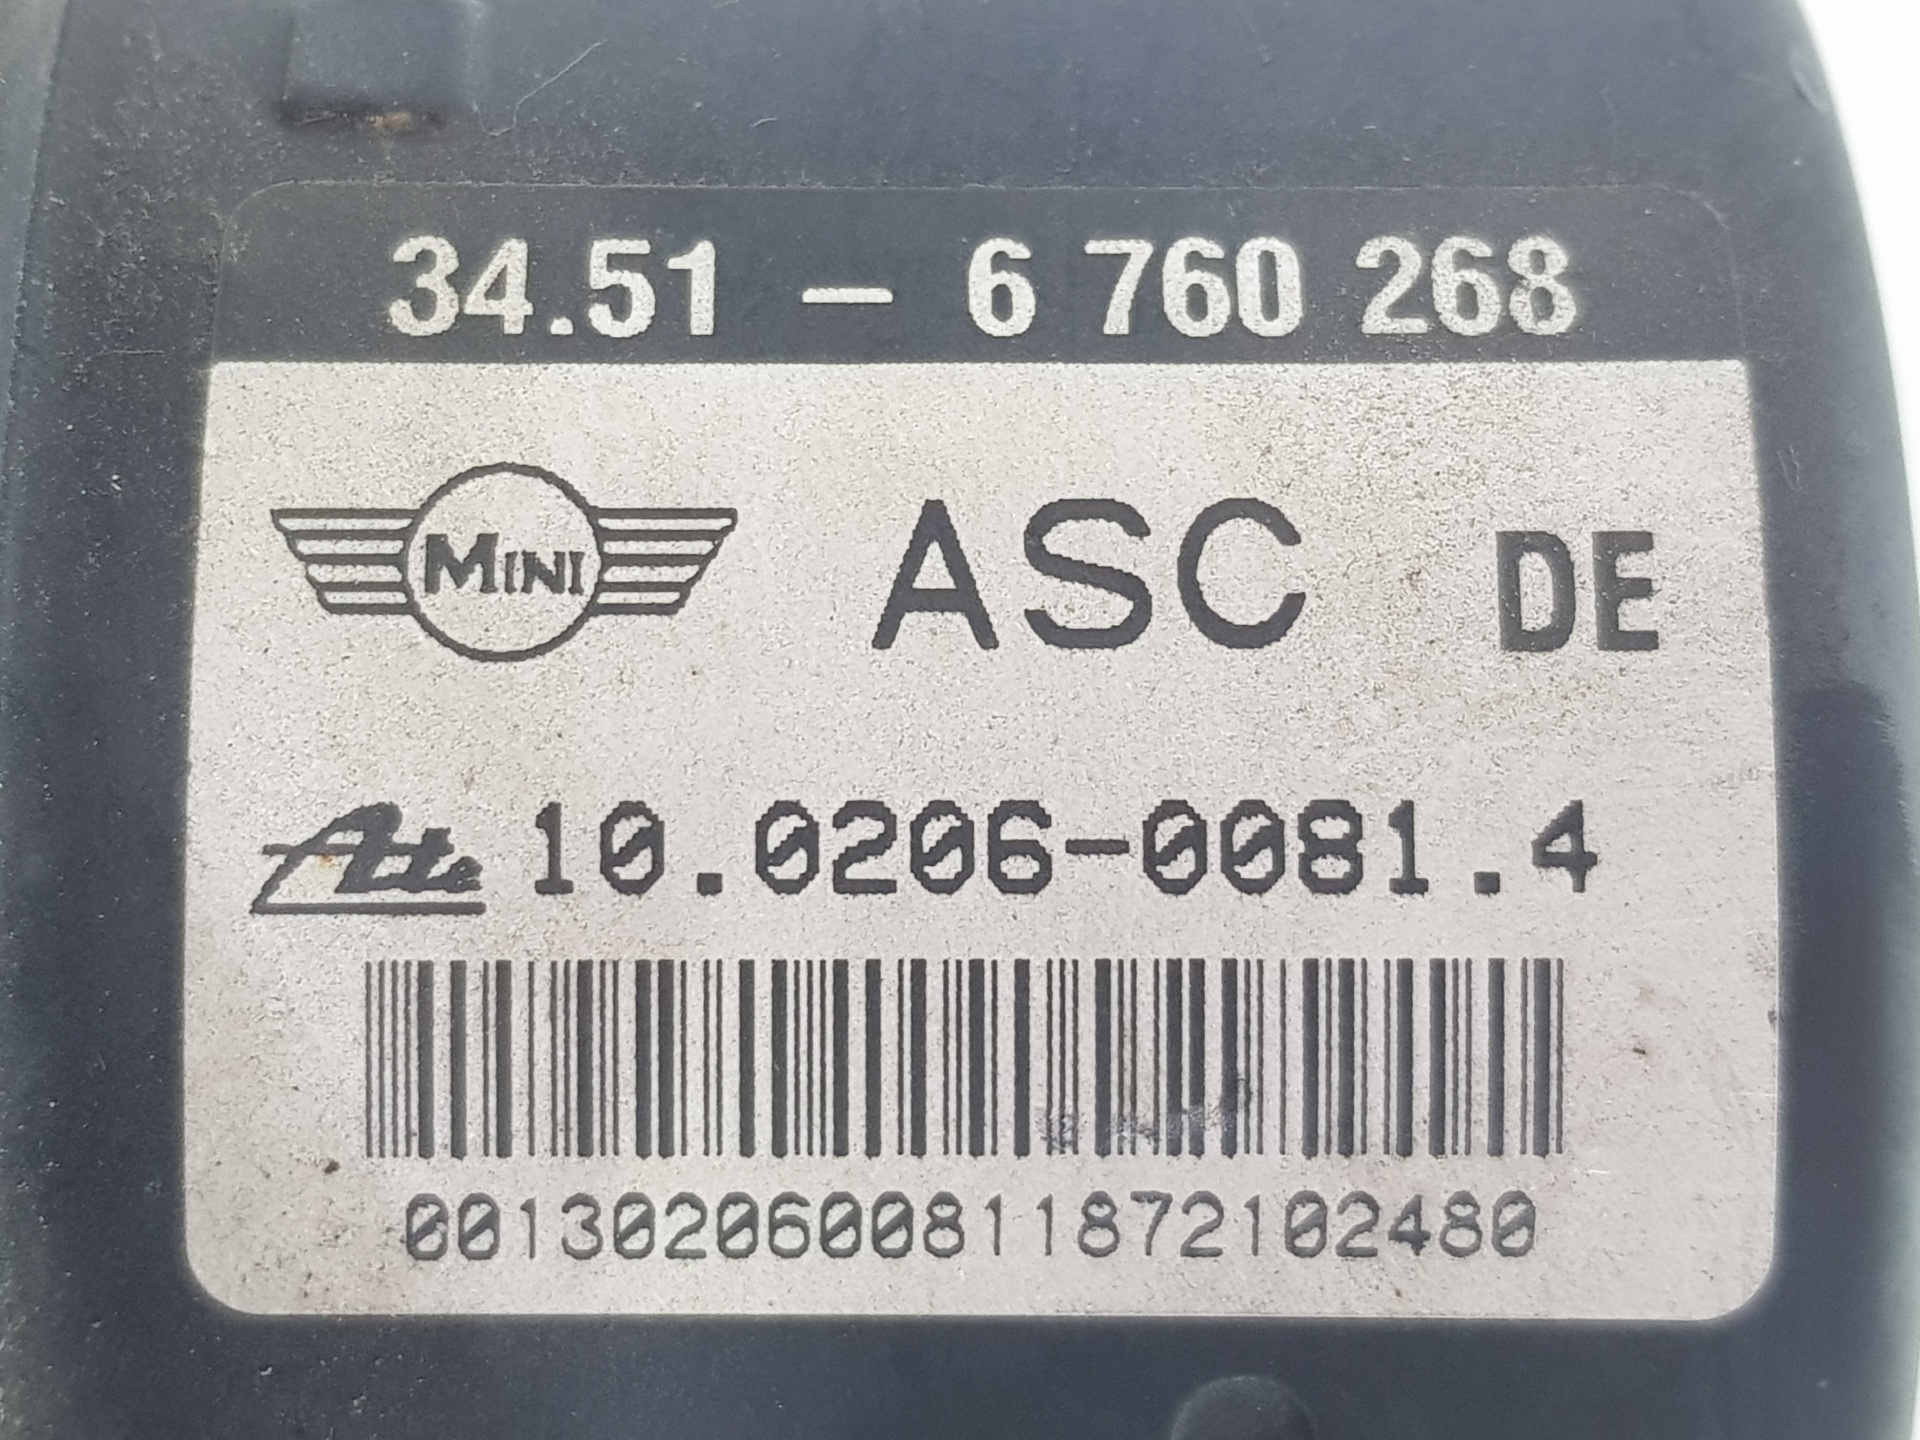 34.51 - 6 760 268
MINI ASC DE
Ate 10.0206-0081.4
0013020600811872102480